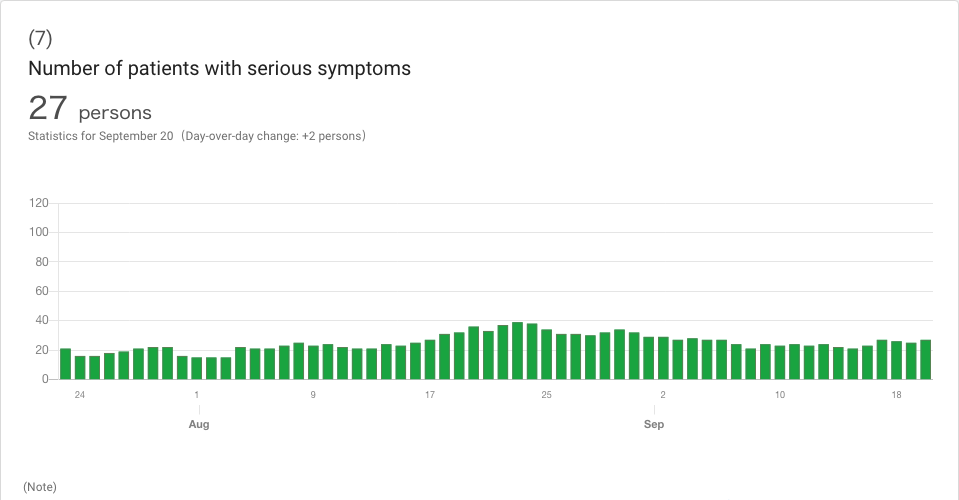 (7)
Number of patients with serious symptoms
27 persons
Statistics for September 20 (Day-over-day change: +2 persons)
120
100
80
60
40
20
0
24 1 9 17 25 2 10 18
Aug Sep
(Note)